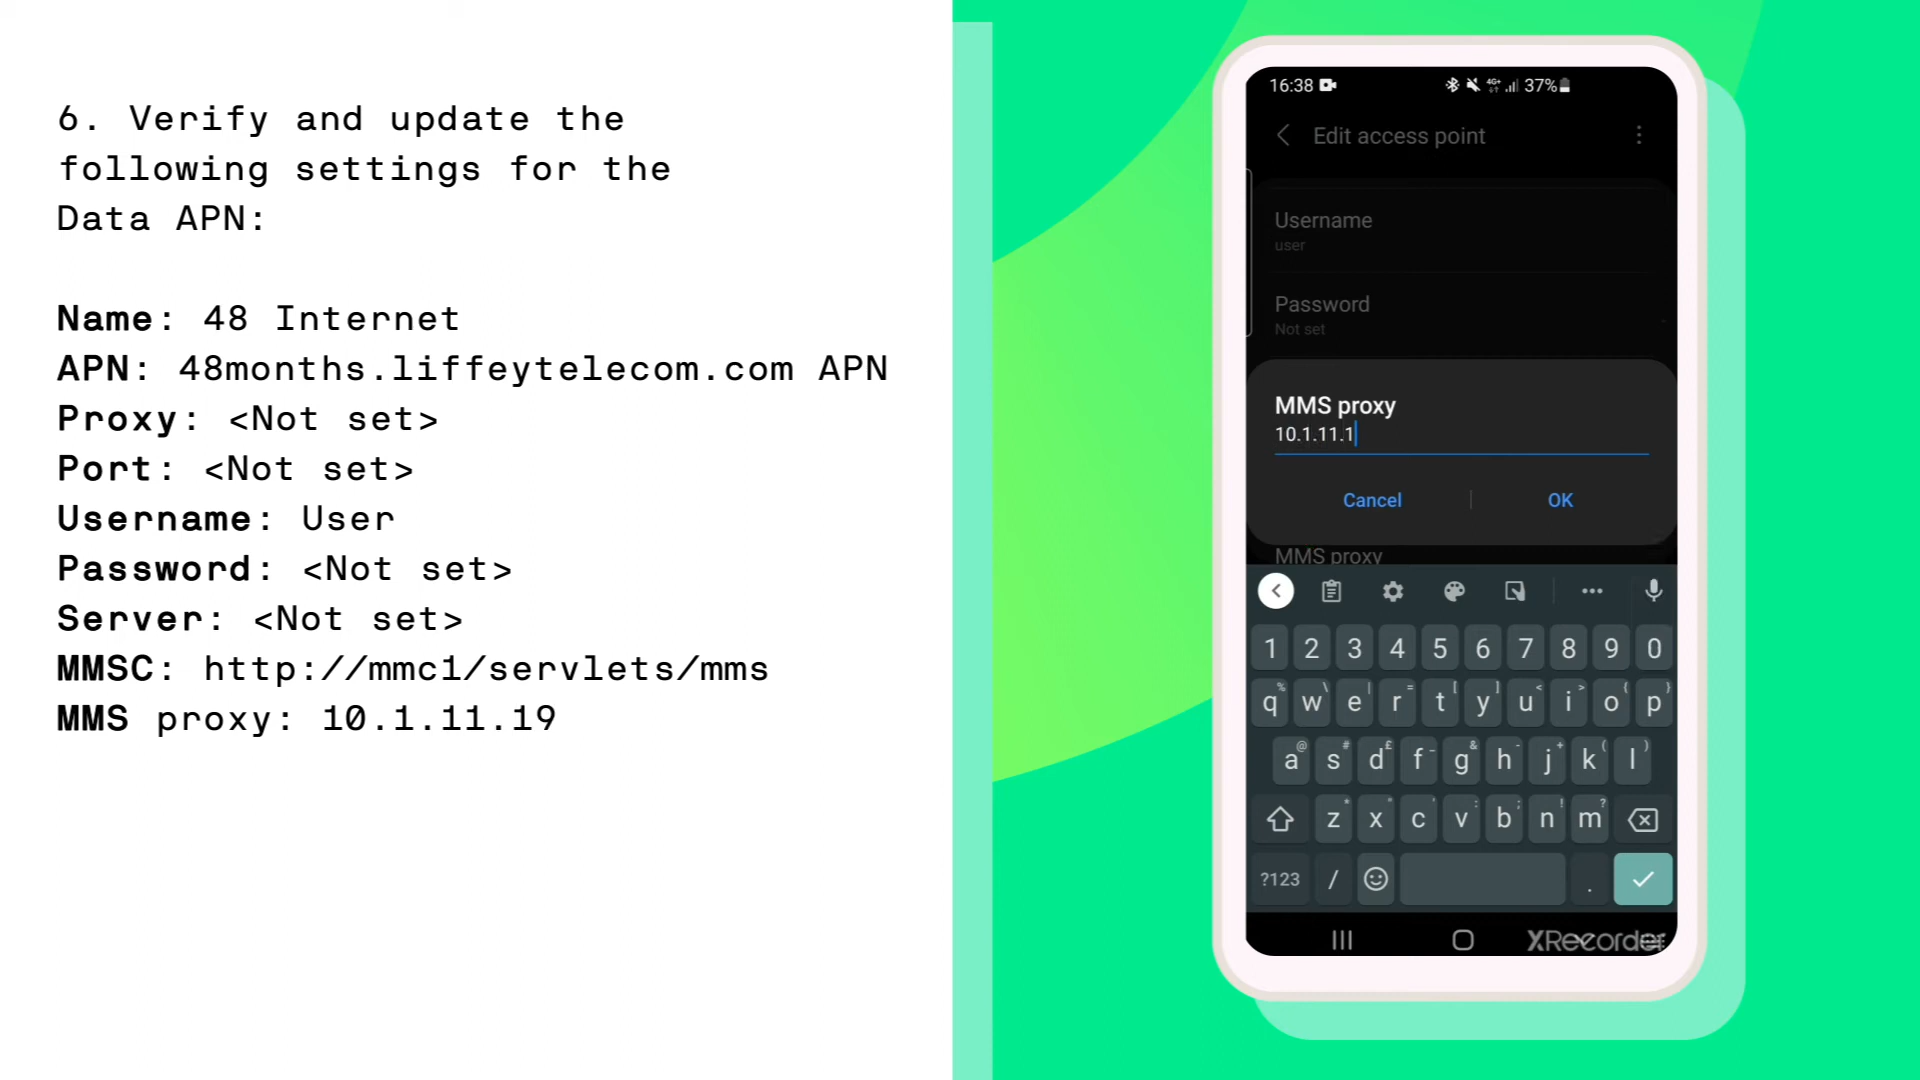 6. Verify and update the
following settings for the
Data APN:
Name: 48 Internet
APN: 48months.liffeytelecom.com APN
Proxy: <Not set>
Port: <Not set>
Username: User
Password: <Not set>
Server: <Not set>
MMSC: http://mmc1/servlets/mms
MMS proxy: 10.1.11.19
16:38 4G+ 37%
Edit access point
Username
user
Password
Not set
MMS proxy
10.1.11.1
Cancel OK
MMS proxy
1 2 3 4 5 6 7 8 9 0
q w e r t y u i o p
a s d f g h j k l
z x c v b n m
?123 / .
XRecorder